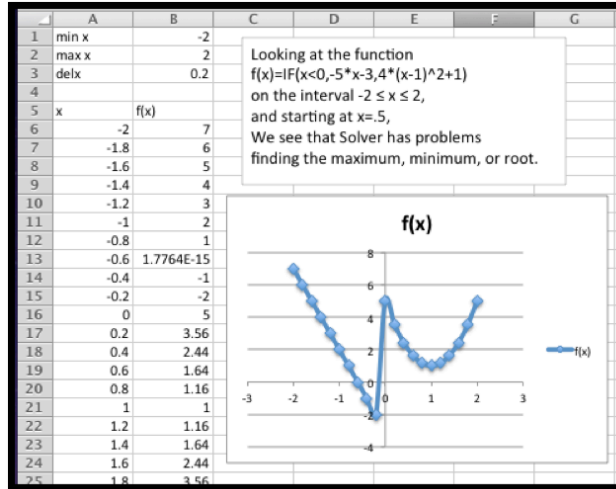 A B C D E F G
1 min x -2
2 max x 2
3 delx 0.2
4
5 x f(x)
6 -2 7
7 -1.8 6
8 -1.6 5
9 -1.4 4
10 -1.2 3
11 -1 2
12 -0.8 1
13 -0.6 1.7764E-15
14 -0.4 -1
15 -0.2 -2
16 0 5
17 0.2 3.56
18 0.4 2.44
19 0.6 1.64
20 0.8 1.16
21 1 1
22 1.2 1.16
23 1.4 1.64
24 1.6 2.44
25 1.8 3.56
Looking at the function
f(x)=IF(x<0,-5*x-3,4*(x-1)^2+1)
on the interval -2 ≤ x ≤ 2,
and starting at x=.5,
We see that Solver has problems
finding the maximum, minimum, or root.
f(x)
8
6
4
2
0
-3 -2 -1 0 1 2 3
-2
-4
f(x)